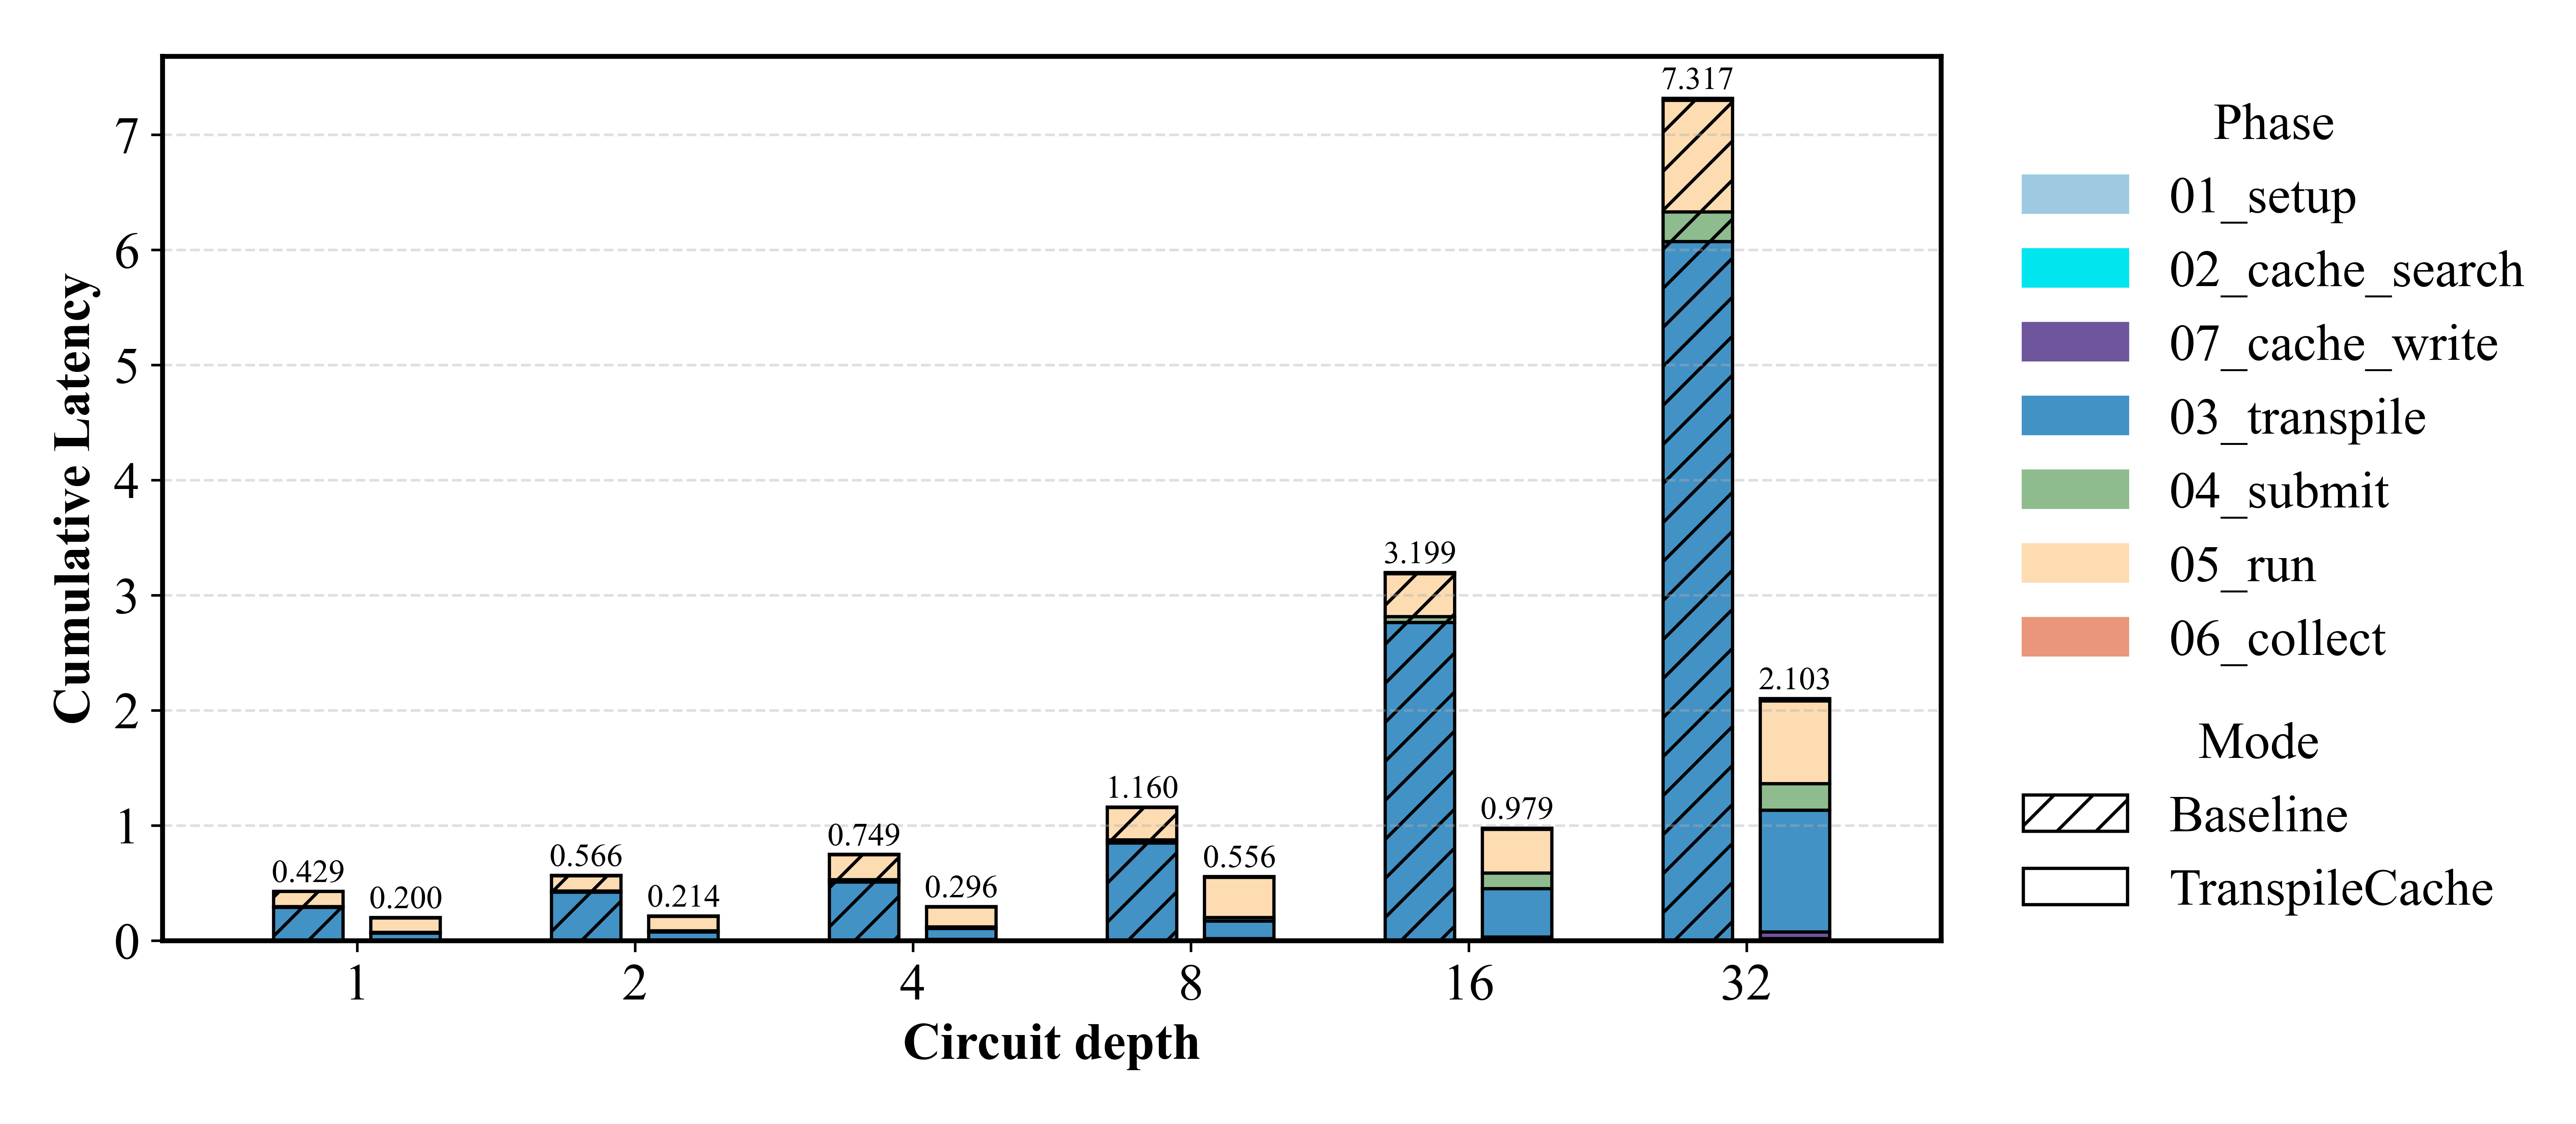 7.317
7
6
5
4
3.199
3
2.103
2
1.160
0.979
1
0.749
0.566
0.556
0.429
0.200
0.214
0.296
0
1 2 4 8 16 32
Circuit depth
Cumulative Latency
Phase
01_setup
02_cache_search
07_cache_write
03_transpile
04_submit
05_run
06_collect
Mode
Baseline
TranspileCache